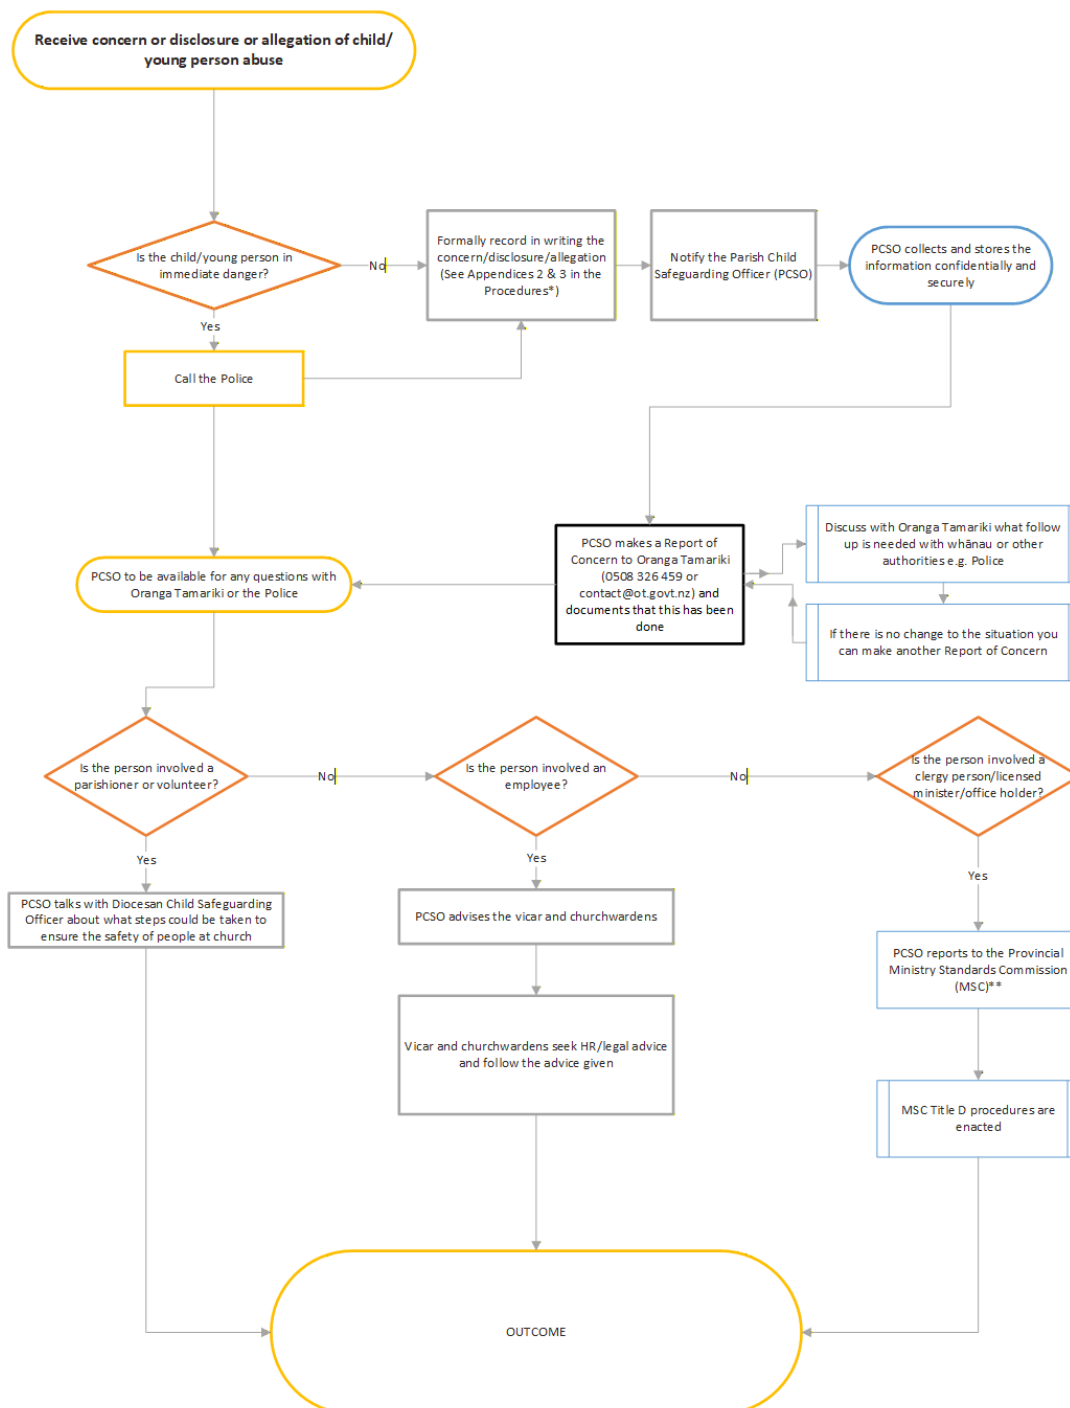 Receive concern or disclosure or allegation of child/
young person abuse
Is the child/young person in
immediate danger?
No
Formally record in writing the
concern/disclosure/allegation
(See Appendices 2 & 3 in the
Procedures*)
Notify the Parish Child
Safeguarding Officer (PCSO)
PCSO collects and stores the
information confidentially and
securely
Yes
Call the Police
PCSO makes a Report of
Concern to Oranga Tamariki
(0508 326 459 or
contact@ot.govt.nz) and
documents that this has been
done
Discuss with Oranga Tamariki what follow
up is needed with whānau or other
authorities e.g. Police
If there is no change to the situation you
can make another Report of Concern
PCSO to be available for any questions with
Oranga Tamariki or the Police
Is the person involved a
parishioner or volunteer?
No
Is the person involved an
employee?
No
Is the person involved a
clergy person/licensed
minister/office holder?
Yes
Yes
Yes
PCSO talks with Diocesan Child Safeguarding
Officer about what steps could be taken to
ensure the safety of people at church
PCSO advises the vicar and churchwardens
PCSO reports to the Provincial
Ministry Standards Commission
(MSC)**
Vicar and churchwardens seek HR/legal advice
and follow the advice given
MSC Title D procedures are
enacted
OUTCOME